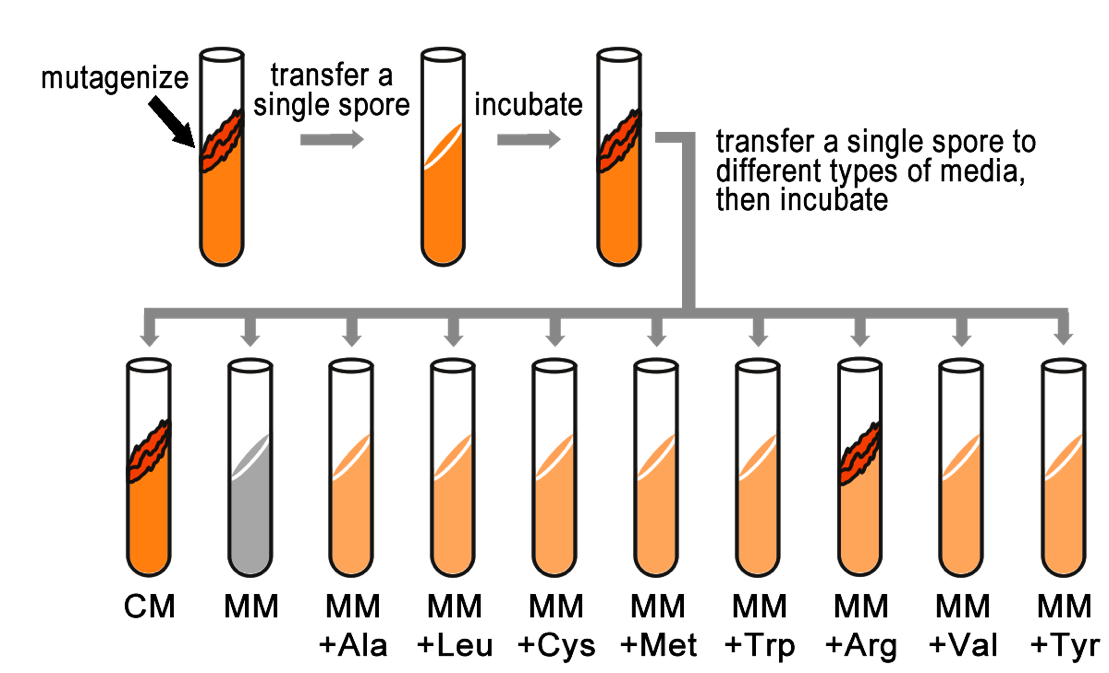 mutagenize
transfer a
single spore
incubate
transfer a single spore to
different types of media,
then incubate
CM
MM
MM
+Ala
MM
+Leu
MM
+Cys
MM
+Met
MM
+Trp
MM
+Arg
MM
+Val
MM
+Tyr